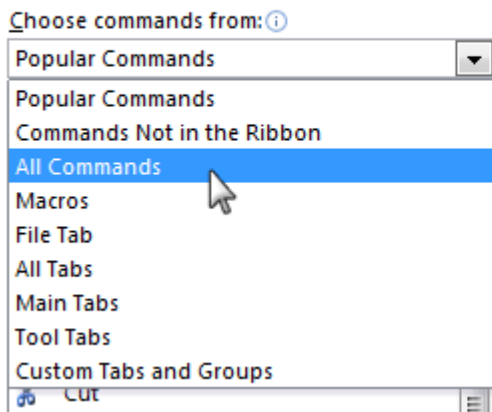 Choose commands from:
Popular Commands
Popular Commands
Commands Not in the Ribbon
All Commands
Macros
File Tab
All Tabs
Main Tabs
Tool Tabs
Custom Tabs and Groups
Cut